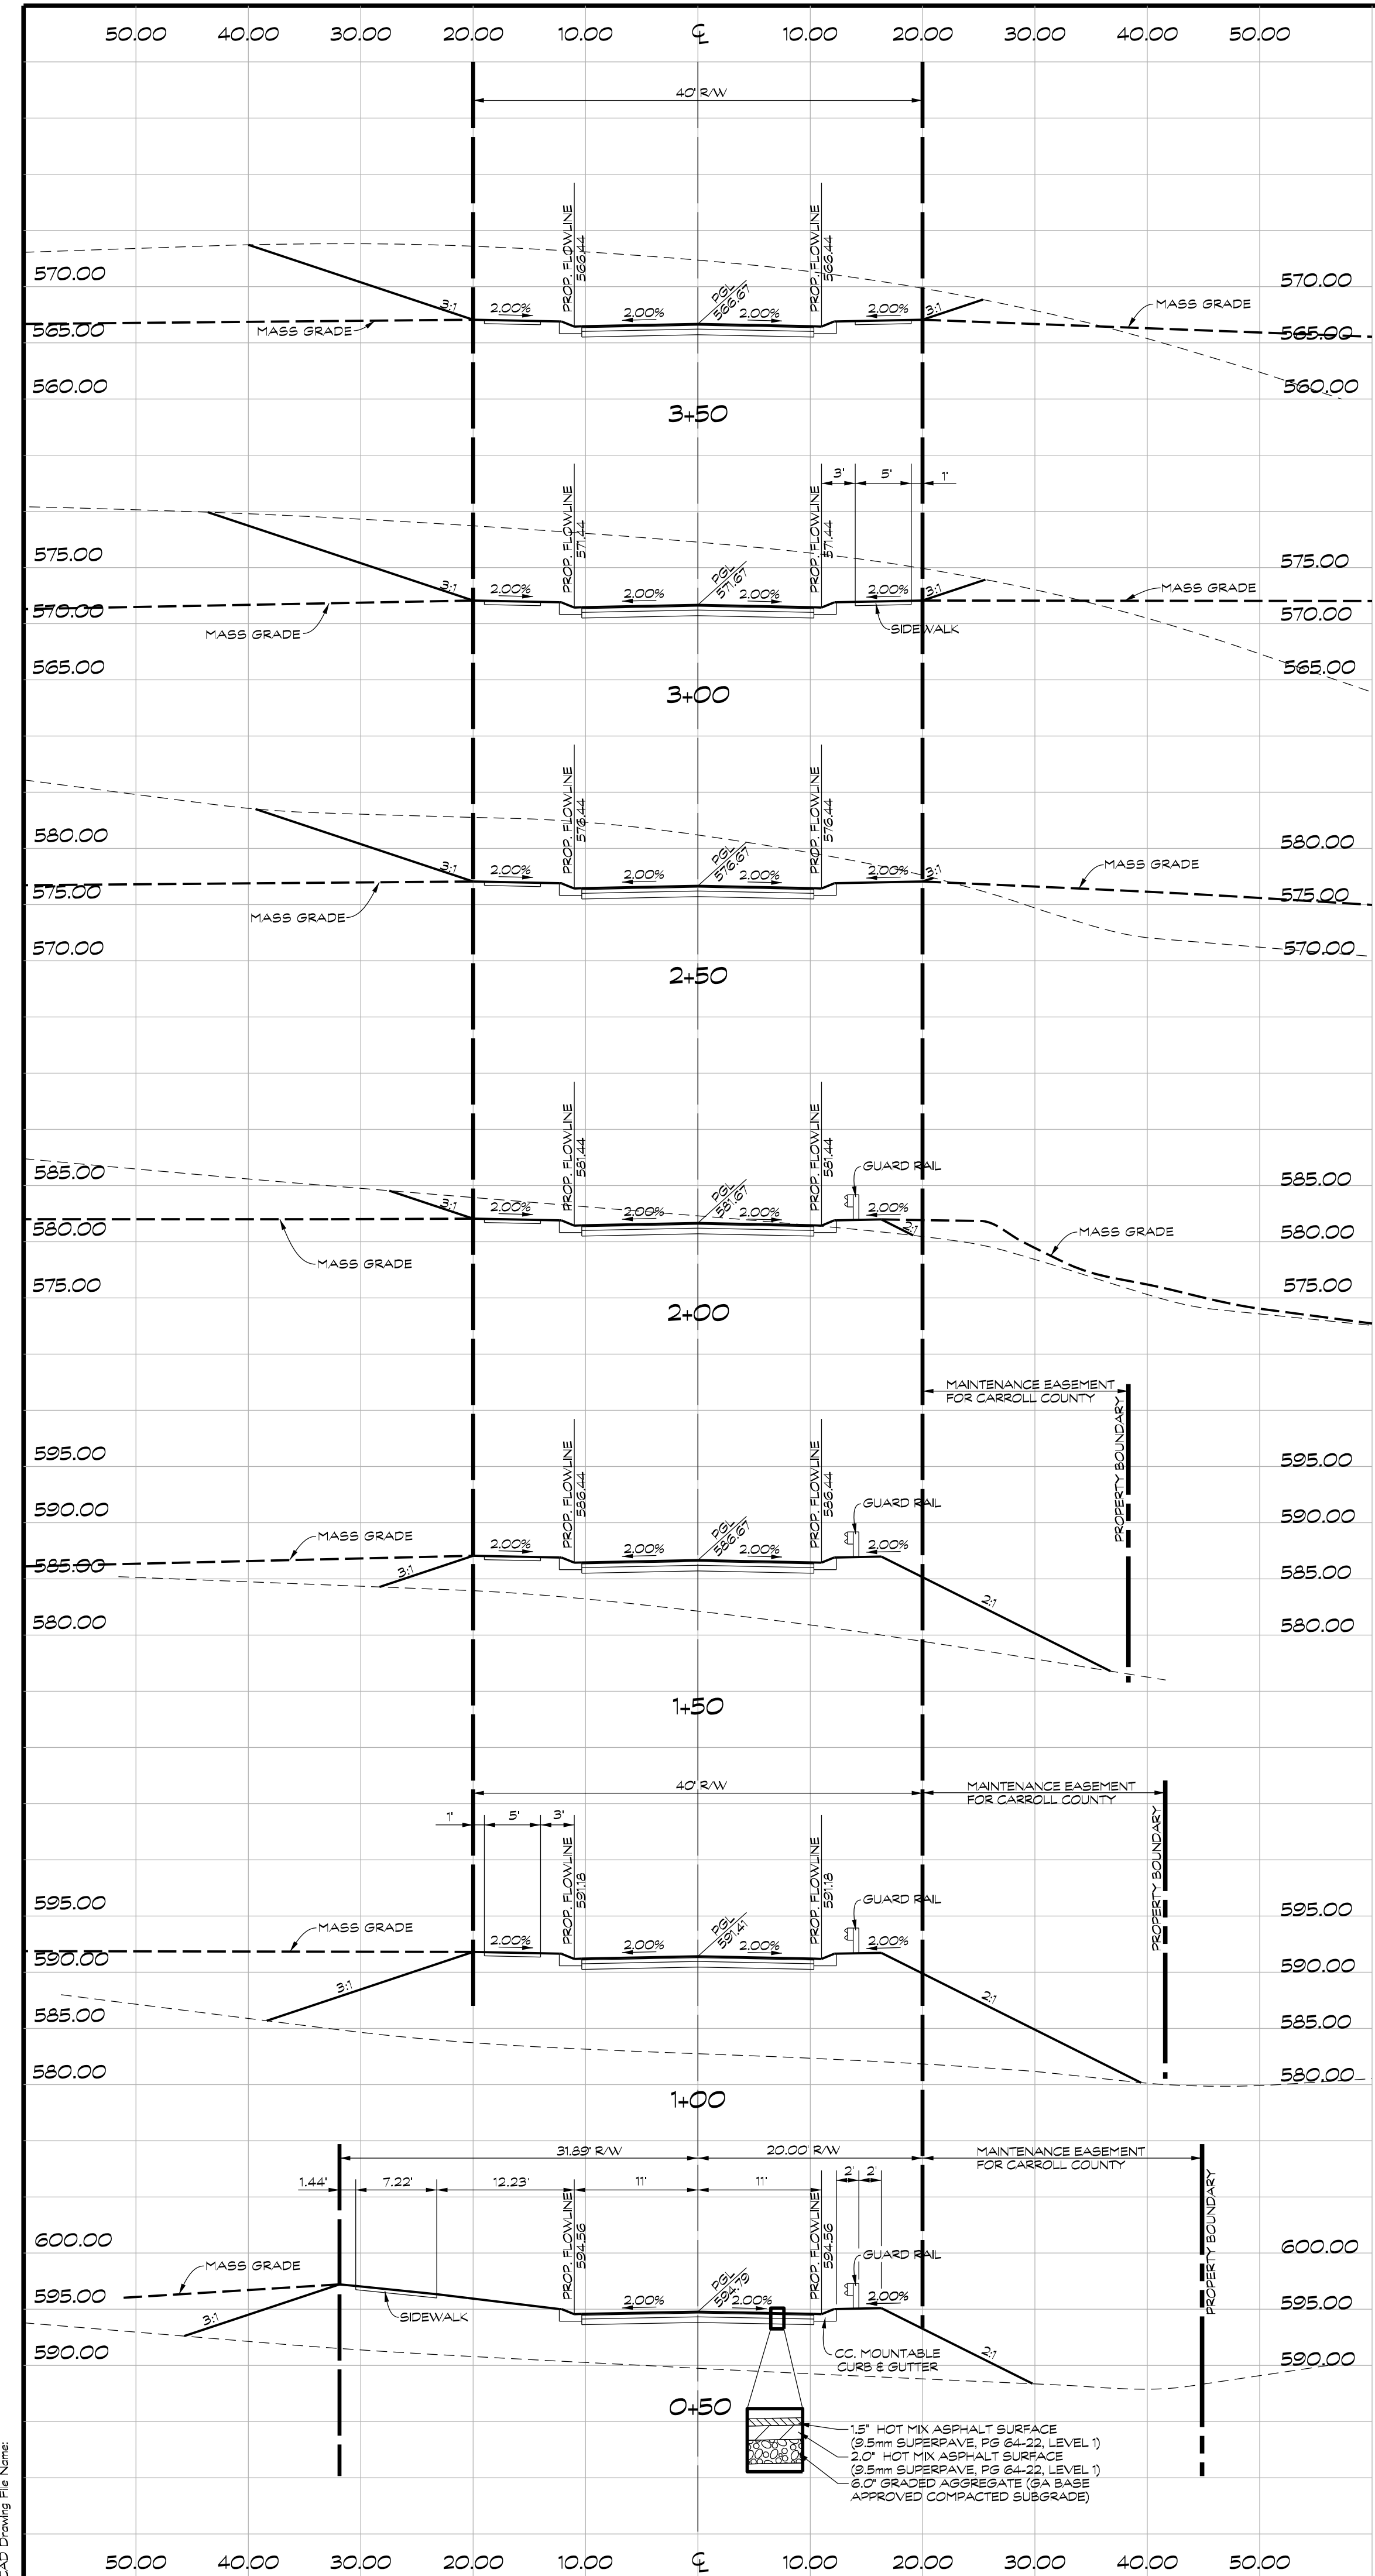 50.00 40.00 30.00 20.00 10.00 ℄ 10.00 20.00 30.00 40.00 50.00
40' R/W
PROP. FLOWLINE
566.44
PROP. FLOWLINE
566.44
570.00
570.00
3:1
2.00%
2.00%
PGL
566.67
2.00%
2.00%
3:1
MASS GRADE
565.00
MASS GRADE
565.00
560.00
560.00
3+50
3'
5'
1'
PROP. FLOWLINE
571.44
PROP. FLOWLINE
571.44
575.00
575.00
3:1
2.00%
2.00%
PGL
571.67
2.00%
2.00%
3:1
MASS GRADE
570.00
570.00
MASS GRADE
SIDEWALK
565.00
565.00
3+00
PROP. FLOWLINE
576.44
PROP. FLOWLINE
576.44
580.00
580.00
3:1
2.00%
2.00%
PGL
576.67
2.00%
2.00%
3:1
MASS GRADE
575.00
575.00
MASS GRADE
570.00
570.00
2+50
PROP. FLOWLINE
581.44
PROP. FLOWLINE
581.44
GUARD RAIL
585.00
585.00
3:1
2.00%
2.00%
PGL
581.67
2.00%
2.00%
2:1
MASS GRADE
580.00
580.00
MASS GRADE
575.00
575.00
2+00
MAINTENANCE EASEMENT
FOR CARROLL COUNTY
PROPERTY BOUNDARY
PROP. FLOWLINE
586.44
PROP. FLOWLINE
586.44
595.00
595.00
590.00
590.00
GUARD RAIL
MASS GRADE
2.00%
2.00%
PGL
586.67
2.00%
2.00%
585.00
585.00
3:1
2:1
580.00
580.00
1+50
40' R/W
MAINTENANCE EASEMENT
FOR CARROLL COUNTY
PROPERTY BOUNDARY
1'
5'
3'
PROP. FLOWLINE
591.18
PROP. FLOWLINE
591.18
595.00
595.00
GUARD RAIL
MASS GRADE
2.00%
2.00%
PGL
591.41
2.00%
2.00%
590.00
590.00
3:1
2:1
585.00
585.00
580.00
580.00
1+00
31.89' R/W
20.00' R/W
MAINTENANCE EASEMENT
FOR CARROLL COUNTY
PROPERTY BOUNDARY
1.44'
7.22'
12.23'
11'
11'
2'
2'
PROP. FLOWLINE
594.56
PROP. FLOWLINE
594.56
600.00
600.00
GUARD RAIL
MASS GRADE
595.00
595.00
3:1
SIDEWALK
2.00%
PGL
594.79
2.00%
2.00%
2:1
CC. MOUNTABLE
CURB & GUTTER
590.00
590.00
0+50
1.5" HOT MIX ASPHALT SURFACE
(9.5mm SUPERPAVE, PG 64-22, LEVEL 1)
2.0" HOT MIX ASPHALT SURFACE
(9.5mm SUPERPAVE, PG 64-22, LEVEL 1)
6.0" GRADED AGGREGATE (GA BASE
APPROVED COMPACTED SUBGRADE)
CAD Drawing File Name:
50.00 40.00 30.00 20.00 10.00 ℄ 10.00 20.00 30.00 40.00 50.00